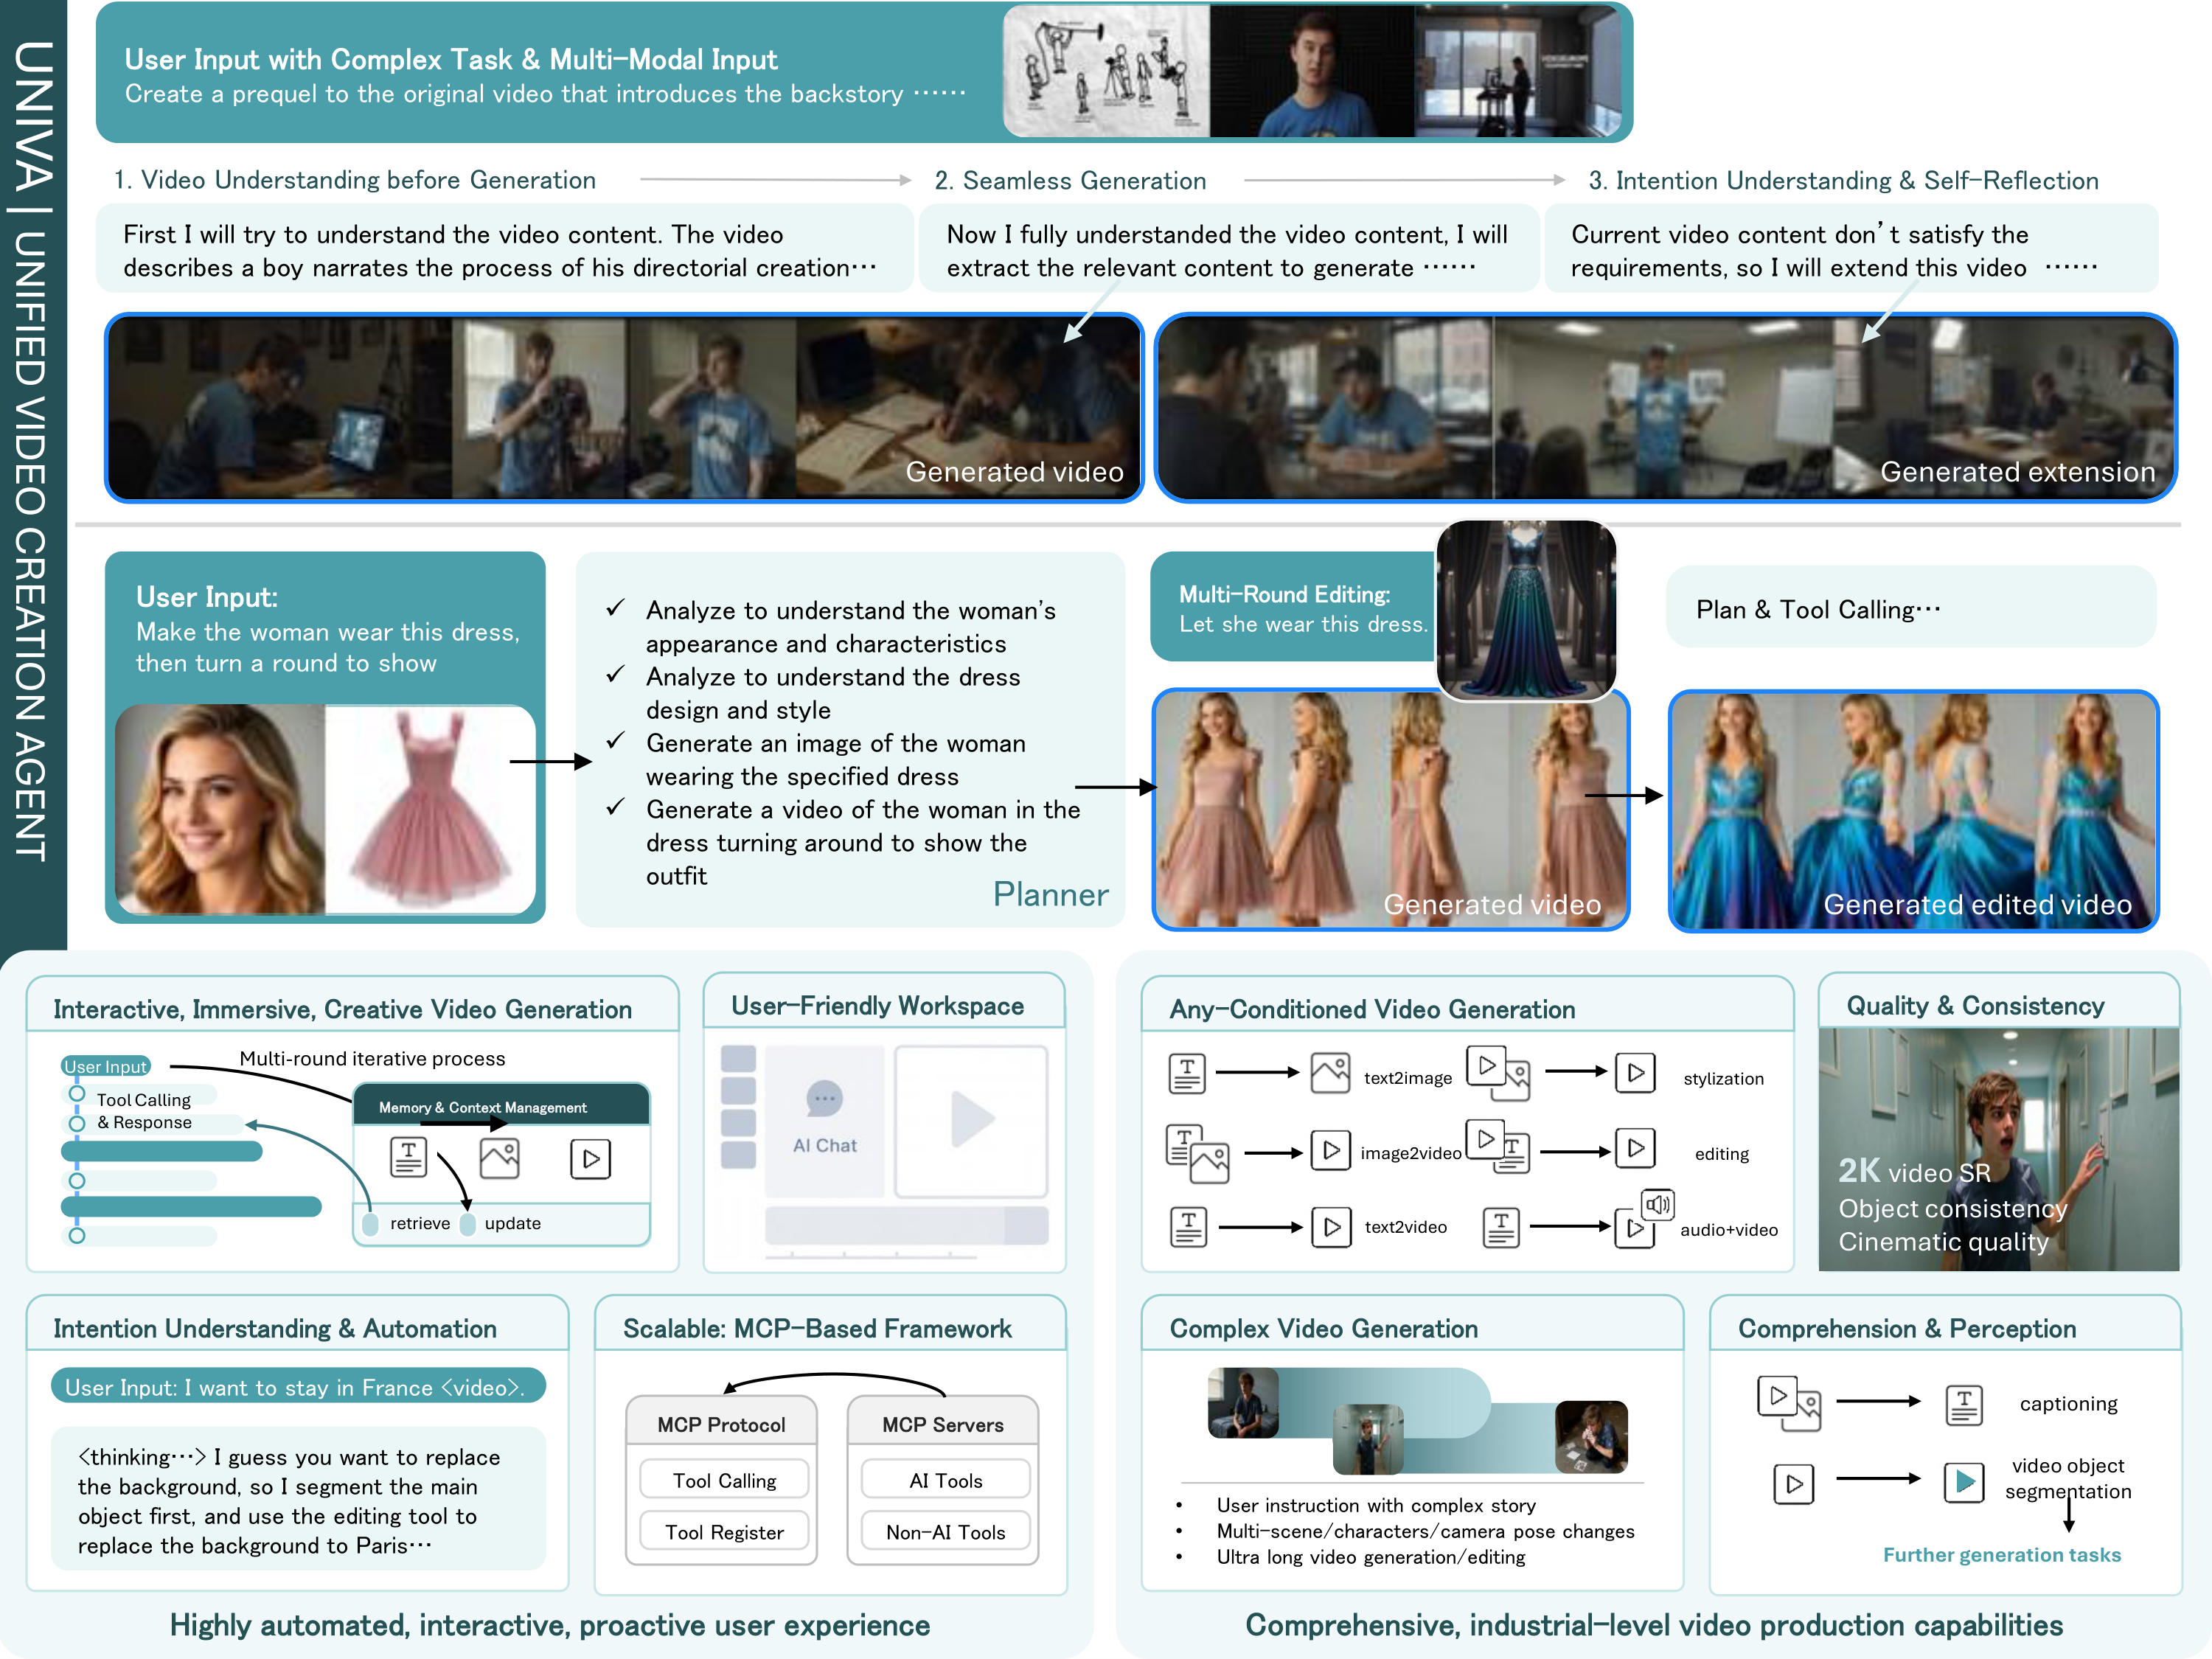 UNIVA | UNIFIED VIDEO CREATION AGENT
User Input with Complex Task & Multi-Modal Input
Create a prequel to the original video that introduces the backstory ······
1. Video Understanding before Generation
2. Seamless Generation
3. Intention Understanding & Self-Reflection
First I will try to understand the video content. The video
describes a boy narrates the process of his directorial creation···
Now I fully understanded the video content, I will
extract the relevant content to generate ······
Current video content don't satisfy the
requirements, so I will extend this video ······
Generated video
Generated extension
User Input:
Make the woman wear this dress,
then turn a round to show
✓ Analyze to understand the woman's
appearance and characteristics
✓ Analyze to understand the dress
design and style
✓ Generate an image of the woman
wearing the specified dress
✓ Generate a video of the woman in the
dress turning around to show the
outfit
Planner
Multi-Round Editing:
Let she wear this dress.
Generated video
Plan & Tool Calling···
Generated edited video
Interactive, Immersive, Creative Video Generation
User Input
Multi-round iterative process
Tool Calling
& Response
Memory & Context Management
T
retrieve
update
User-Friendly Workspace
AI Chat
Any-Conditioned Video Generation
T
text2image
stylization
T
image2video
T
editing
T
text2video
T
audio+video
Quality & Consistency
2K video SR
Object consistency
Cinematic quality
Intention Understanding & Automation
User Input: I want to stay in France <video>.
<thinking···> I guess you want to replace
the background, so I segment the main
object first, and use the editing tool to
replace the background to Paris···
Scalable: MCP-Based Framework
MCP Protocol
Tool Calling
Tool Register
MCP Servers
AI Tools
Non-AI Tools
Complex Video Generation
• User instruction with complex story
• Multi-scene/characters/camera pose changes
• Ultra long video generation/editing
Comprehension & Perception
T
captioning
video object
segmentation
Further generation tasks
Highly automated, interactive, proactive user experience
Comprehensive, industrial-level video production capabilities